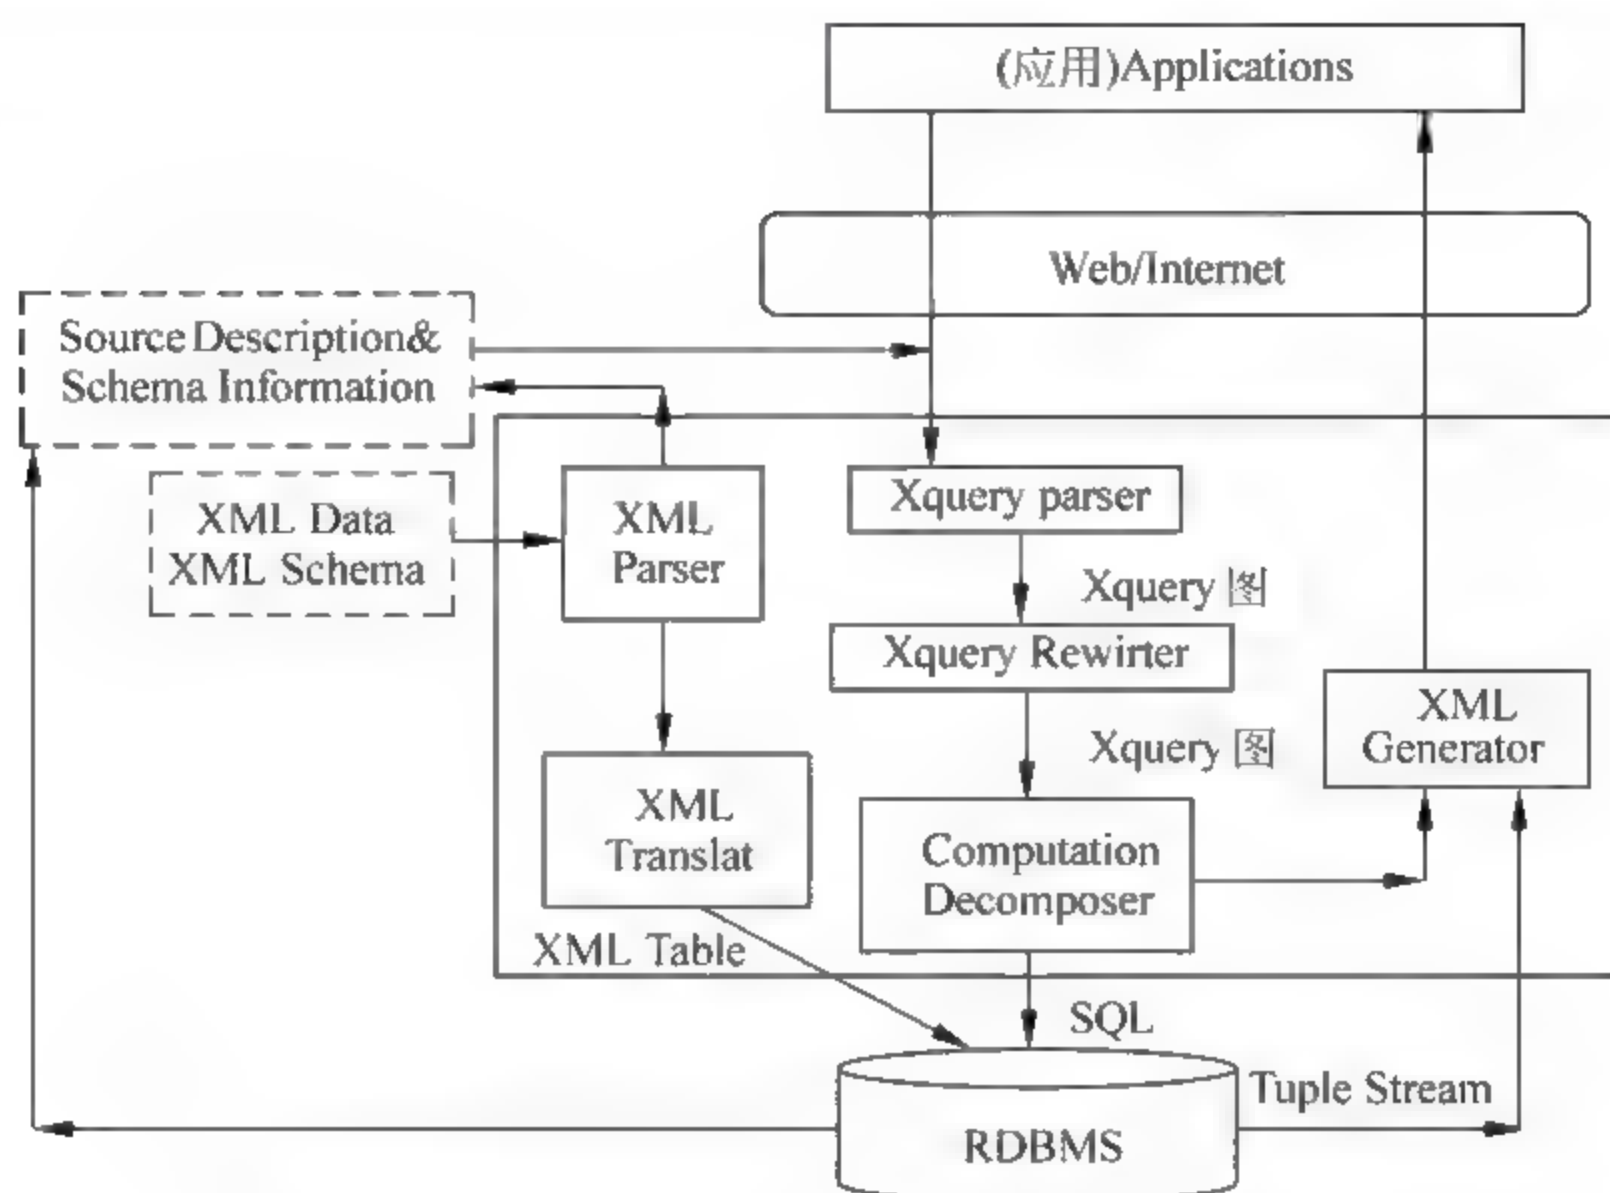 (应用)Applications
Web/Internet
Source Description&
Schema Information
XML Data
XML Schema
XML
Parser
Xquery parser
Xquery 图
Xquery Rewirter
Xquery 图
XML
Generator
XML
Translat
Computation
Decomposer
XML Table
SQL
Tuple Stream
RDBMS